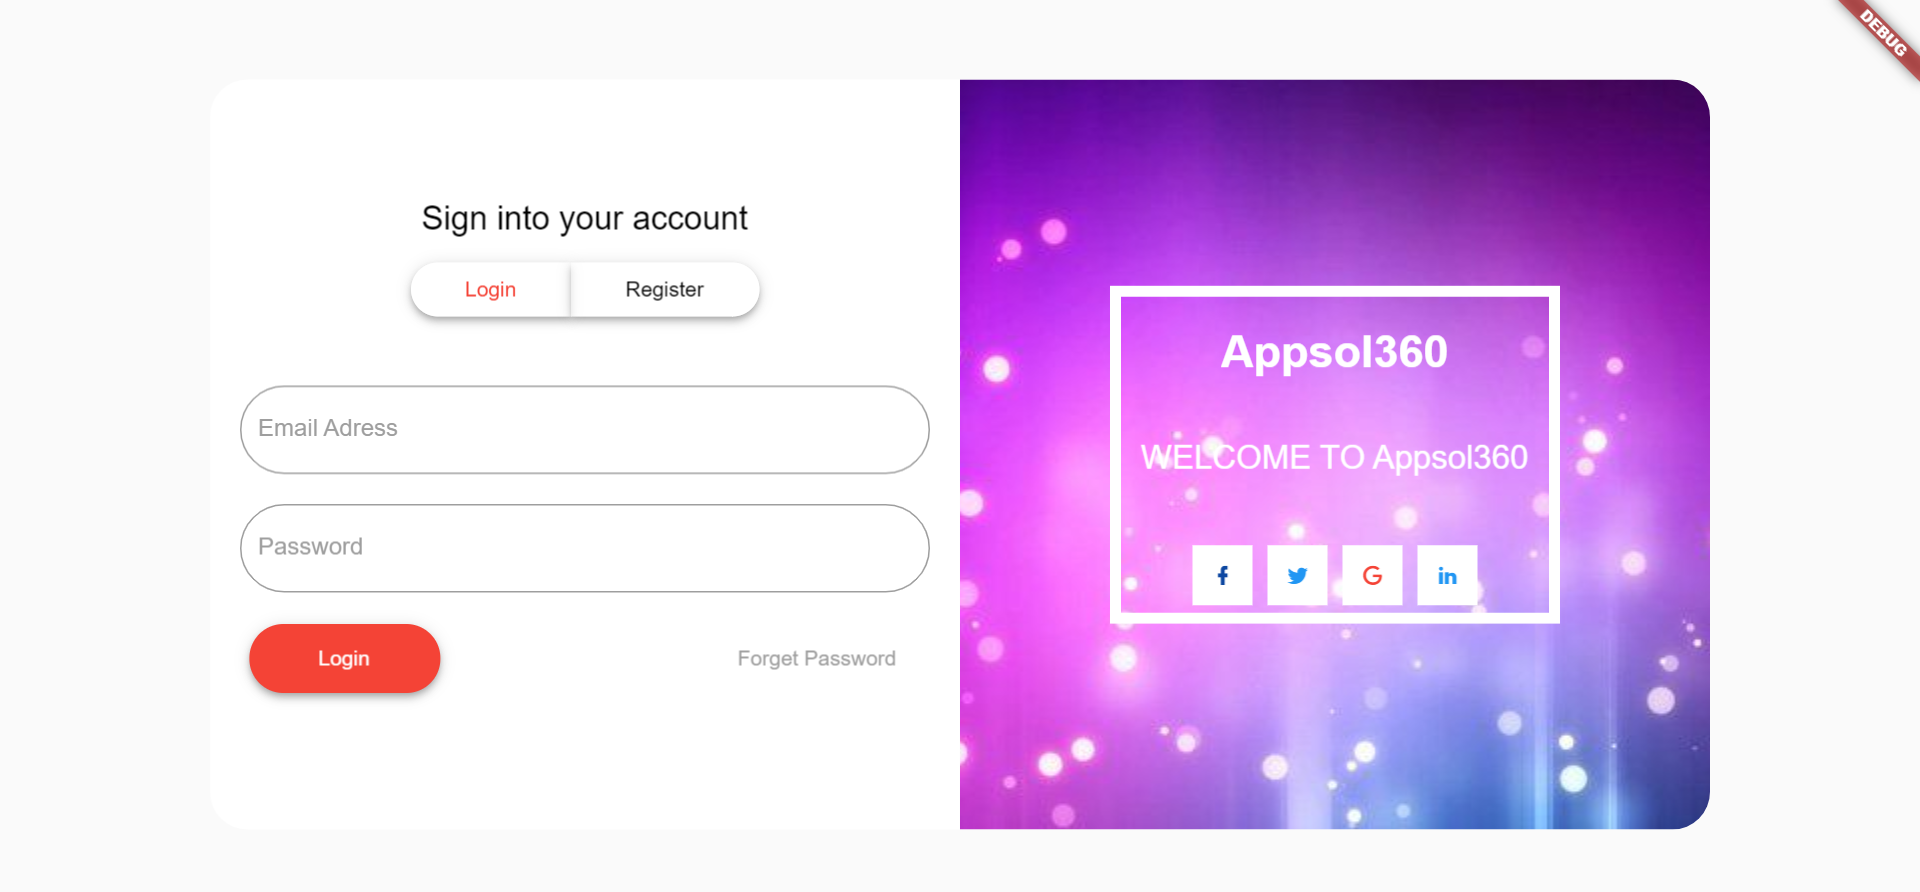 DEBUG
Sign into your account
Login
Register
Email Adress
Password
Login
Forget Password
Appsol360
WELCOME TO Appsol360
f
G
in